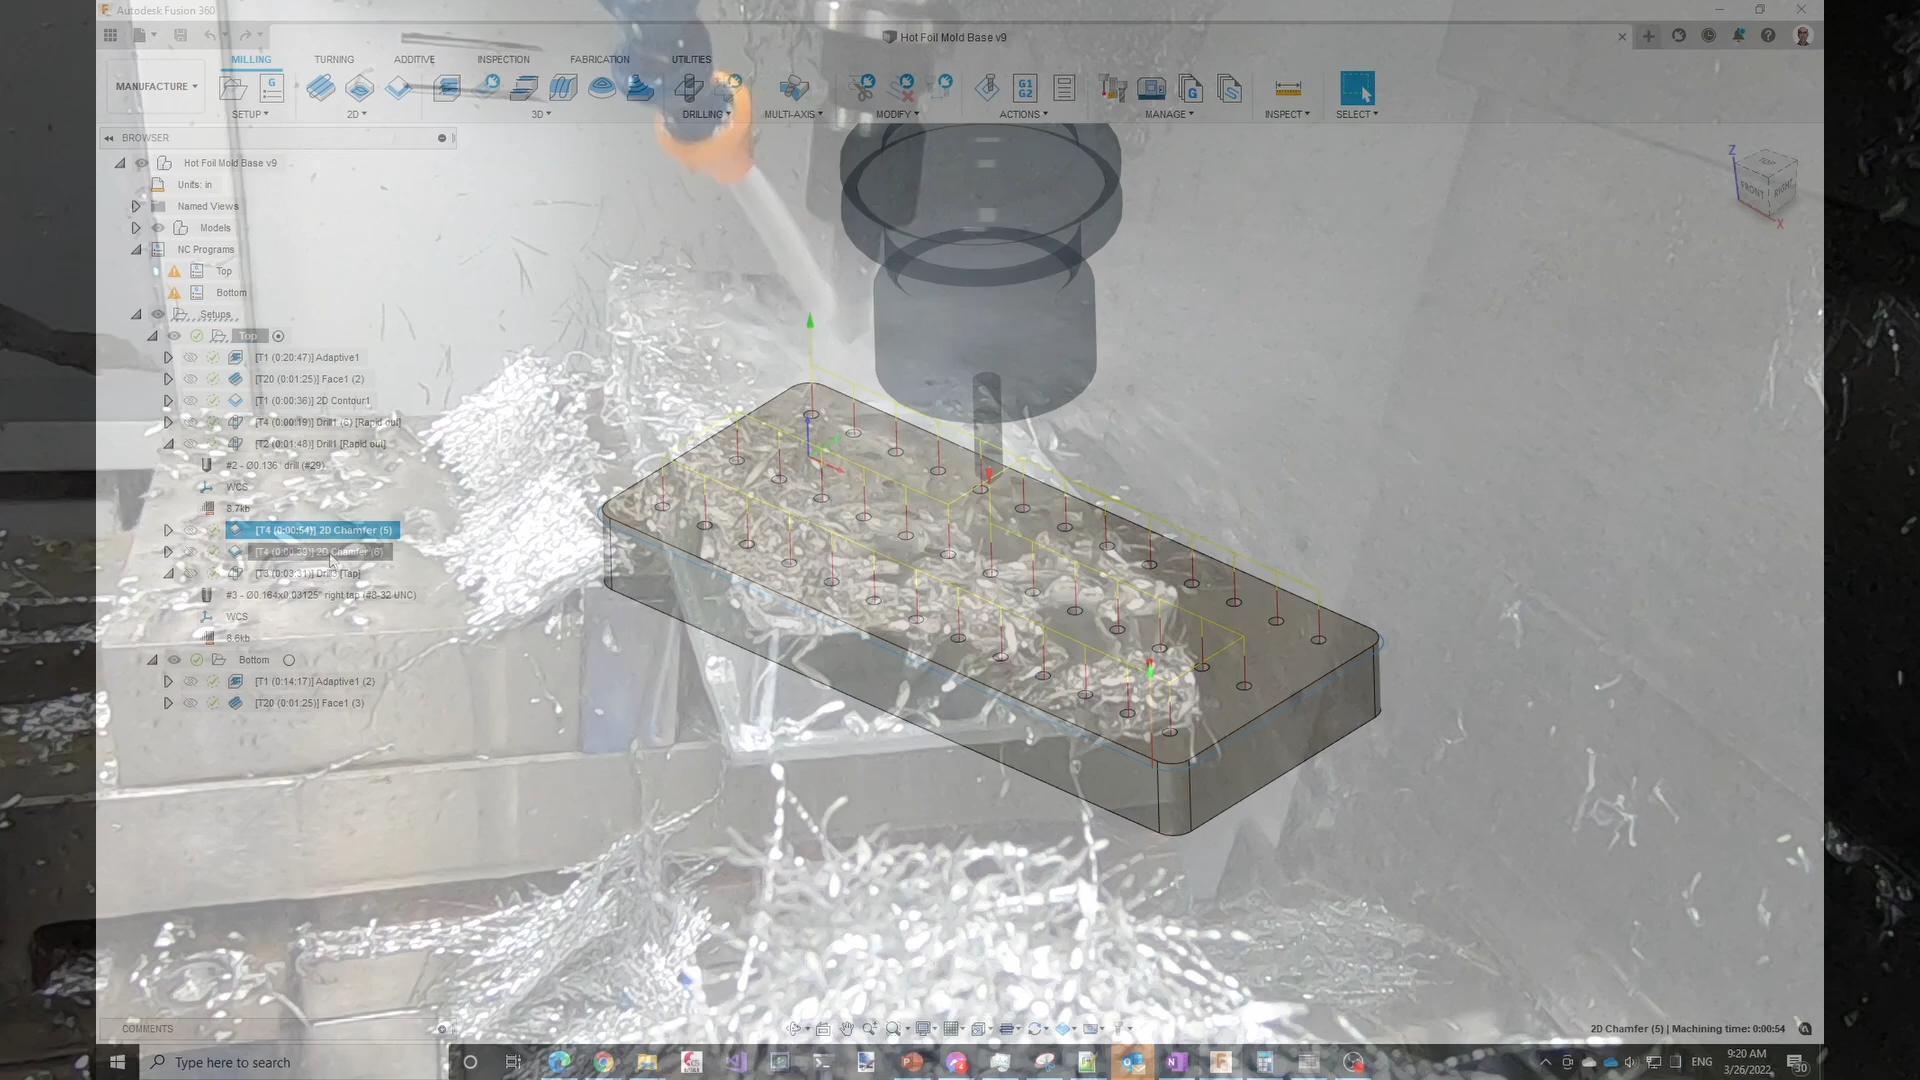 Autodesk Fusion 360
Hot Foil Mold Base v9
MILLING TURNING ADDITIVE INSPECTION FABRICATION UTILITIES
MANUFACTURE
G
G1
G2
G
SETUP 2D 3D DRILLING MULTI-AXIS MODIFY ACTIONS MANAGE INSPECT SELECT
BROWSER
Hot Foil Mold Base v9
Units: in
Named Views
Models
NC Programs
Top
Bottom
Setups
Top
[T1 (0:20:47)] Adaptive1
[T20 (0:01:25)] Face1 (2)
[T1 (0:00:36)] 2D Contour1
[T4 (0:00:19)] Drill1 (6) [Rapid out]
[T2 (0:01:48)] Drill1 [Rapid out]
#2 - Ø0.136" drill (#29)
WCS
8.7kb
[T4 (0:00:54)] 2D Chamfer (5)
[T4 (0:00:39)] 2D Chamfer (6)
[T3 (0:03:31)] Drill3 [Tap]
#3 - Ø0.164x0.03125" right tap (#8-32 UNC)
WCS
8.6kb
Bottom
[T1 (0:14:17)] Adaptive1 (2)
[T20 (0:01:25)] Face1 (3)
Z
TOP
FRONT RIGHT
X
COMMENTS
2D Chamfer (5) | Machining time: 0:00:54
Type here to search
ENG
9:20 AM
3/26/2022
30